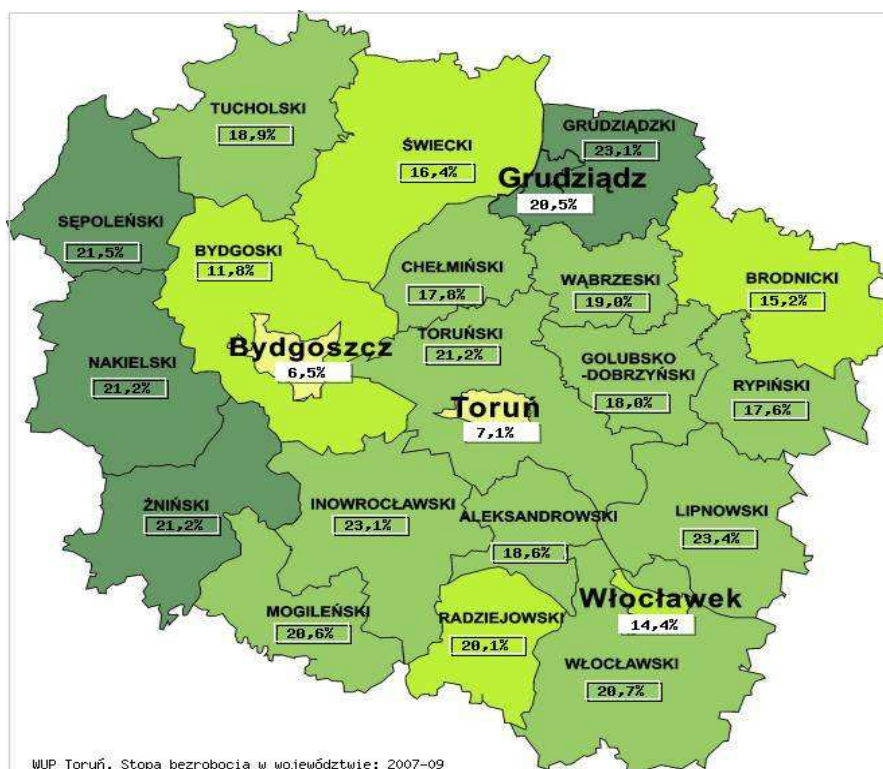 TUCHOLSKI
18,9%
ŚWIECKI
16,4%
GRUDZIĄDZKI
23,1%
Grudziądz
20,5%
SĘPOLEŃSKI
21,5%
BYDGOSKI
11,8%
CHEŁMIŃSKI
17,8%
WĄBRZESKI
19,0%
BRODNICKI
15,2%
NAKIELSKI
21,2%
Bydgoszcz
6,5%
TORUŃSKI
21,2%
GOLUBSKO
-DOBRZYŃSKI
18,0%
RYPIŃSKI
17,6%
Toruń
7,1%
ŻNIŃSKI
21,2%
INOWROCŁAWSKI
23,1%
ALEKSANDROWSKI
18,6%
LIPNOWSKI
23,4%
MOGILEŃSKI
20,6%
RADZIEJOWSKI
20,1%
Włocławek
14,4%
WŁOCŁAWSKI
20,7%
WUP Toruń. Stopa bezrobocia w województwie: 2007-09